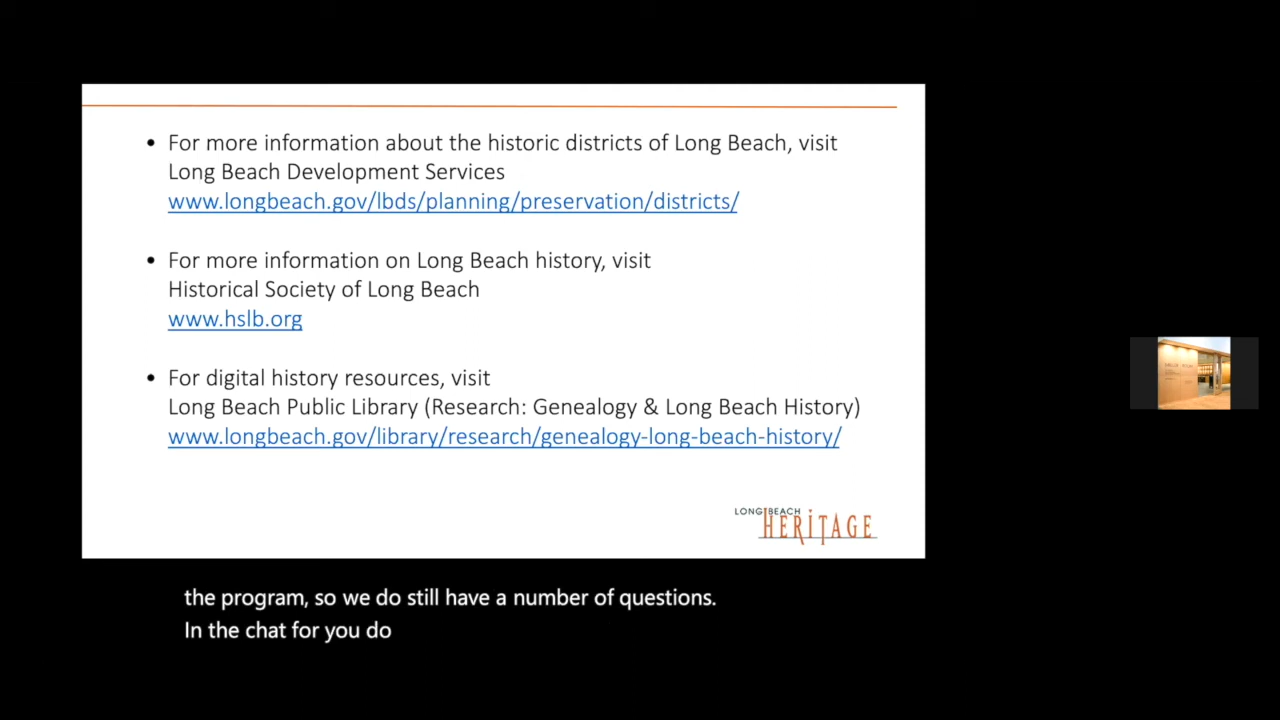 • For more information about the historic districts of Long Beach, visit
Long Beach Development Services
www.longbeach.gov/lbds/planning/preservation/districts/
• For more information on Long Beach history, visit
Historical Society of Long Beach
www.hslb.org
• For digital history resources, visit
Long Beach Public Library (Research: Genealogy & Long Beach History)
www.longbeach.gov/library/research/genealogy-long-beach-history/
LONG BEACH
HERITAGE
the program, so we do still have a number of questions.
In the chat for you do